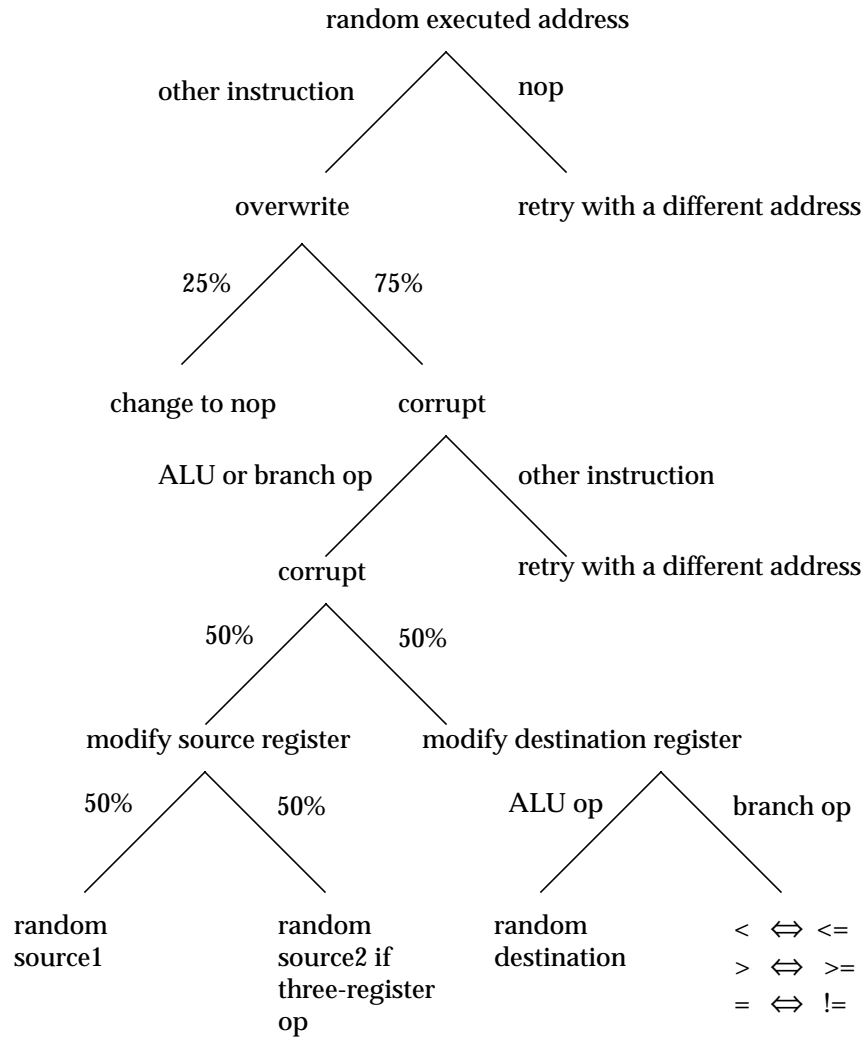 random executed address
other instruction
nop
overwrite
retry with a different address
25%
75%
change to nop
corrupt
ALU or branch op
other instruction
corrupt
retry with a different address
50%
50%
modify source register
modify destination register
50%
50%
ALU op
branch op
random
source1
random
source2 if
three-register
op
random
destination
< ⇔ <=
> ⇔ >=
= ⇔ !=